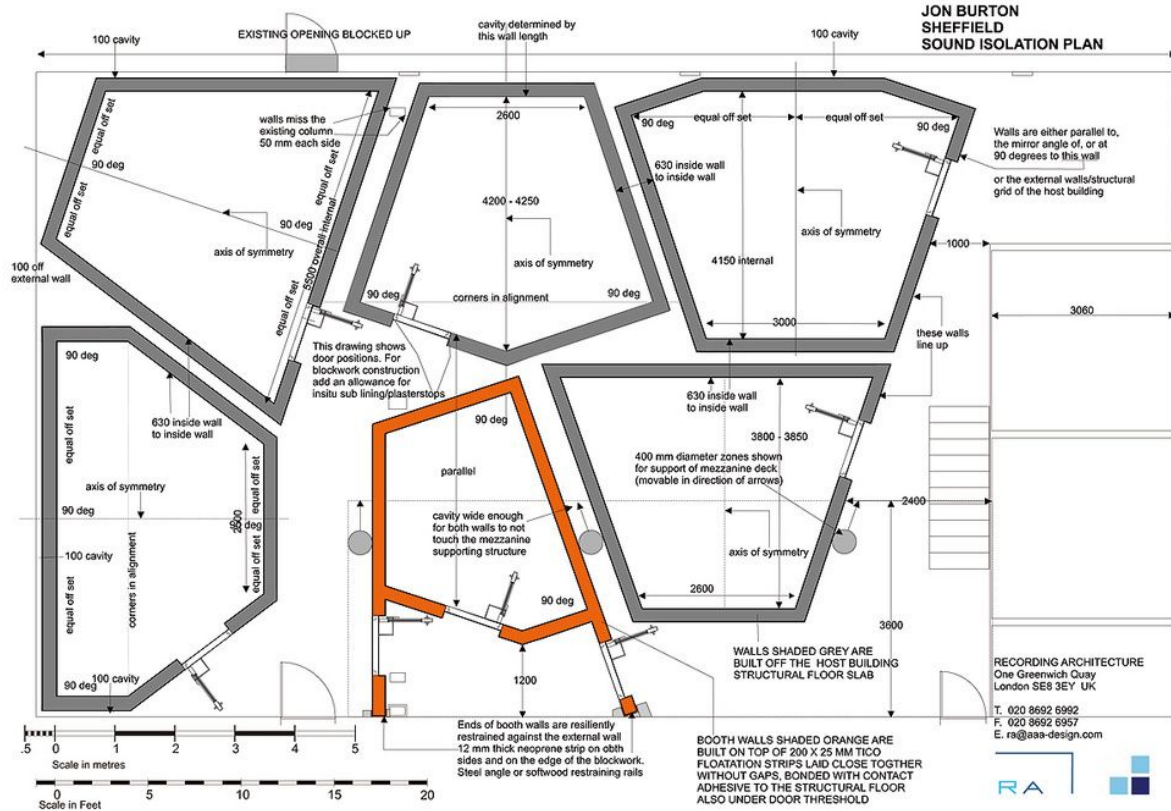 JON BURTON
SHEFFIELD
SOUND ISOLATION PLAN
100 cavity
EXISTING OPENING BLOCKED UP
cavity determined by
this wall length
100 cavity
walls miss the
existing column
50 mm each side
2600
90 deg
equal off set
equal off set
90 deg
Walls are either parallel to,
the mirror angle of, or at
90 degrees to this wall
or the external walls/structural
grid of the host building
equal off set
90 deg
equal off set
equal off set
90 deg
5500 overall internal
equal off set
axis of symmetry
630 inside wall
to inside wall
4200 - 4250
axis of symmetry
axis of symmetry
4150 internal
1000
100 off
external wall
90 deg
corners in alignment
90 deg
3000
3060
these walls
line up
This drawing shows
door positions. For
blockwork construction
add an allowance for
insitu sub lining/plasterstops
90 deg
630 inside wall
to inside wall
630 inside wall
to inside wall
90 deg
3800 - 3850
equal off set
equal off set
2600
equal off set
axis of symmetry
90 deg
90 deg
100 cavity
corners in alignment
equal off set
90 deg
100 cavity
parallel
400 mm diameter zones shown
for support of mezzanine deck
(movable in direction of arrows)
2400
cavity wide enough
for both walls to not
touch the mezzanine
supporting structure
axis of symmetry
90 deg
2600
3600
1200
WALLS SHADED GREY ARE
BUILT OFF THE HOST BUILDING
STRUCTURAL FLOOR SLAB
RECORDING ARCHITECTURE
One Greenwich Quay
London SE8 3EY UK
T. 020 8692 6992
F. 020 8692 6957
E. ra@aaa-design.com
Ends of booth walls are resiliently
restrained against the external wall
12 mm thick neoprene strip on obth
sides and on the edge of the blockwork.
Steel angle or softwood restraining rails
BOOTH WALLS SHADED ORANGE ARE
BUILT ON TOP OF 200 X 25 MM TICO
FLOATATION STRIPS LAID CLOSE TOGTHER
WITHOUT GAPS, BONDED WITH CONTACT
ADHESIVE TO THE STRUCTURAL FLOOR
ALSO UNDER DOOR THRESHOLD
.5 0 1 2 3 4 5
Scale in metres
0 5 10 15 20
Scale in Feet
R A